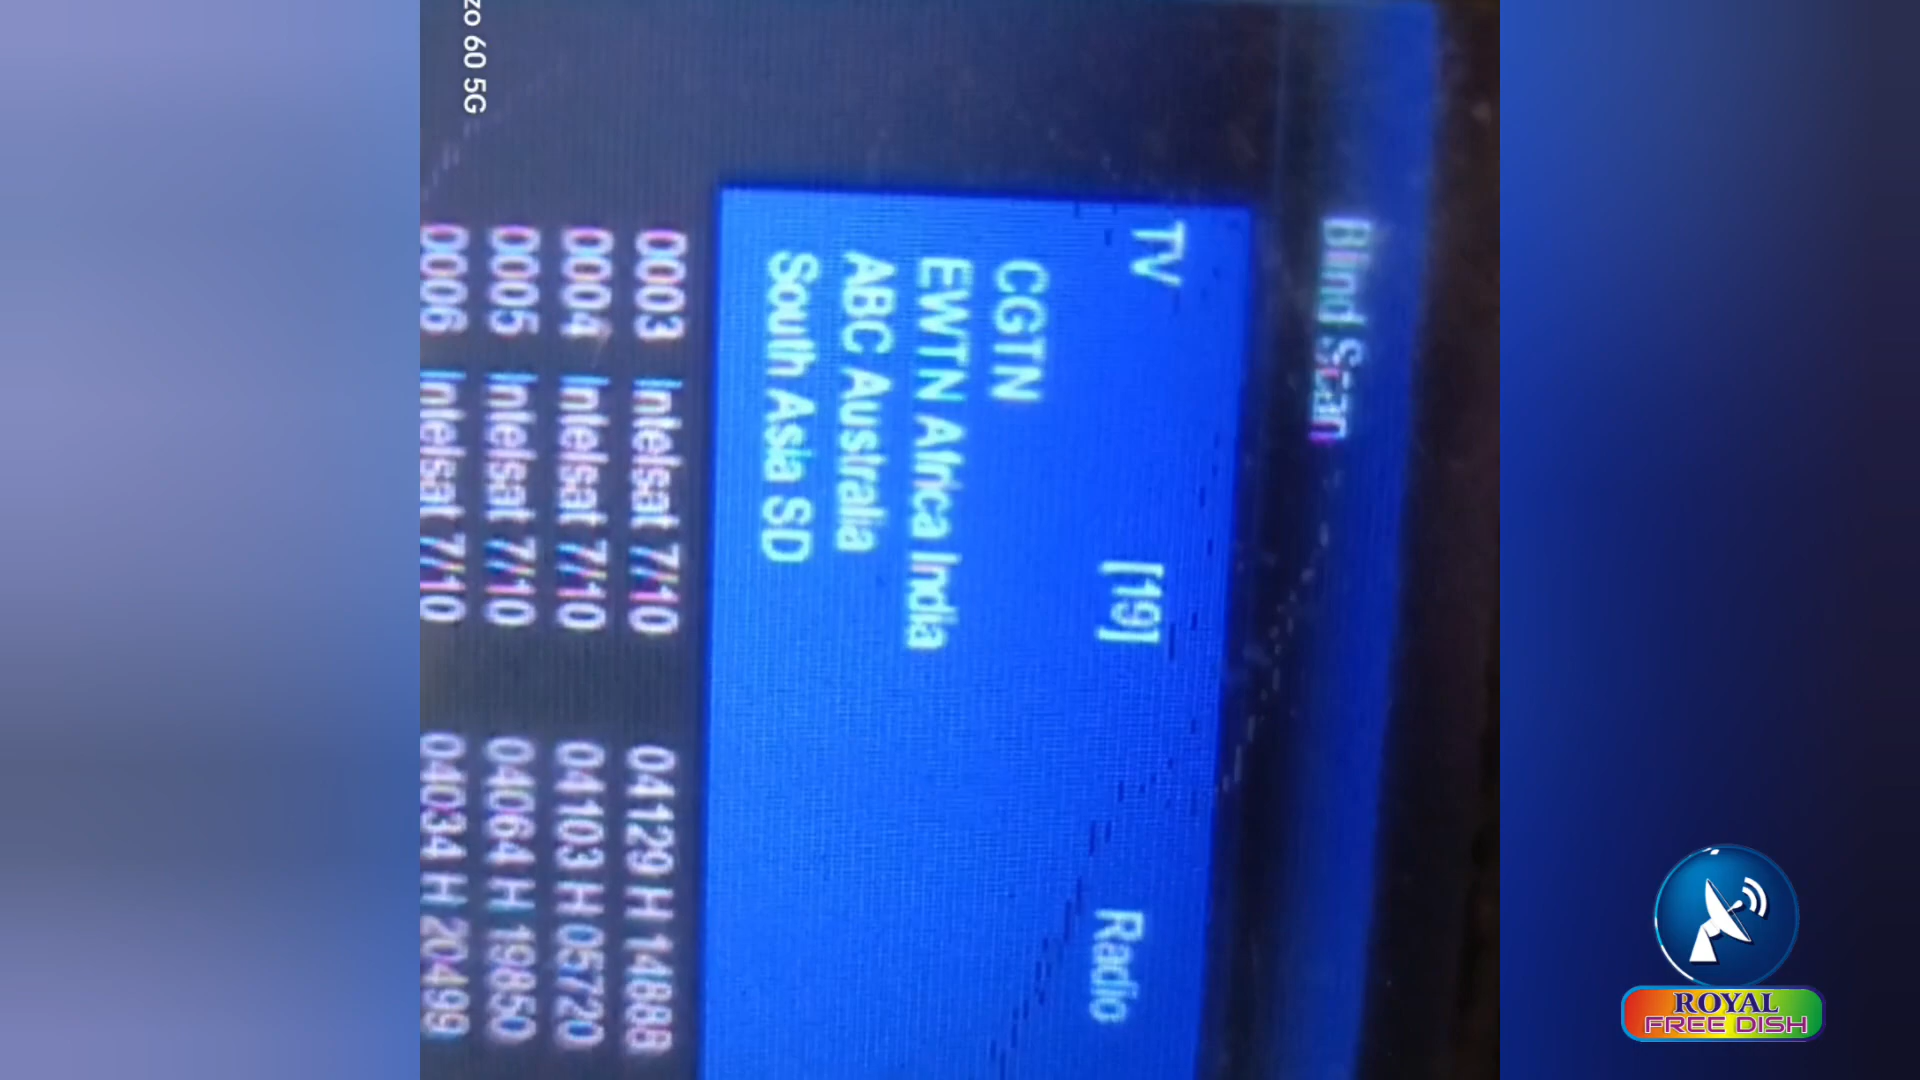 Blind Scan
TV [19] Radio
CGTN
EWTN Africa India
ABC Australia
South Asia SD
0003 Intelsat 7/10 04129 H 14888
0004 Intelsat 7/10 04103 H 05720
0005 Intelsat 7/10 04064 H 19850
0006 Intelsat 7/10 04034 H 20499
zo 60 5G
ROYAL
FREE DISH